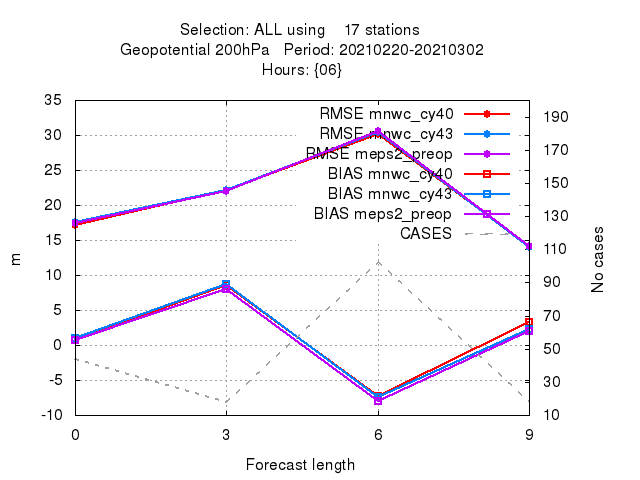 Selection: ALL using    17 stations
Geopotential 200hPa   Period: 20210220-20210302
Hours: {06}
35
30
25
20
15
10
5
0
-5
-10
m
RMSE mnwc_cy40
RMSE mnwc_cy43
RMSE meps2_preop
BIAS mnwc_cy40
BIAS mnwc_cy43
BIAS meps2_preop
CASES
190
170
150
130
110
90
70
50
30
10
No cases
0 3 6 9
Forecast length